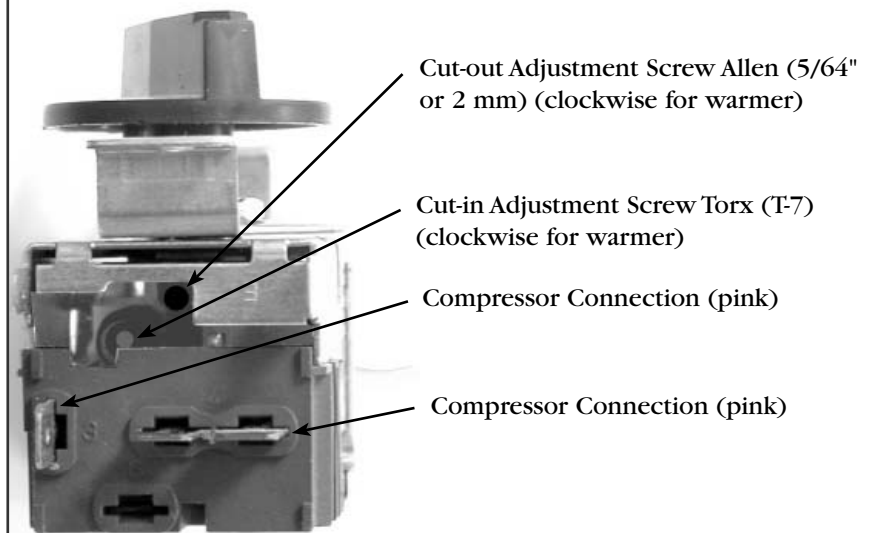 Cut-out Adjustment Screw Allen (5/64"
or 2 mm) (clockwise for warmer)
Cut-in Adjustment Screw Torx (T-7)
(clockwise for warmer)
Compressor Connection (pink)
Compressor Connection (pink)